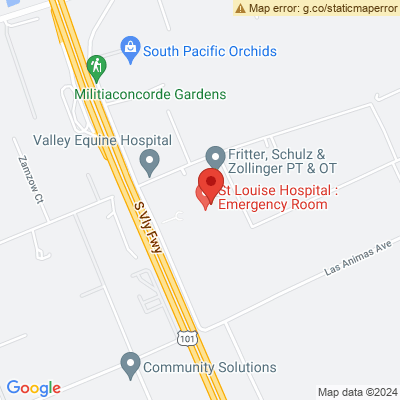 Map error: g.co/staticmaperror
South Pacific Orchids
Militiaconcorde Gardens
Valley Equine Hospital
Fritter, Schulz &
Zollinger PT & OT
Zamzow Ct
St Louise Hospital :
Emergency Room
S Vly Fwy
Las Animas Ave
101
Community Solutions
Google
Map data ©2024